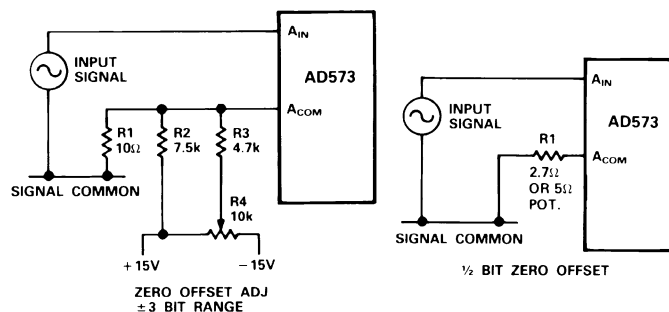 A_IN
INPUT
SIGNAL
AD573
A_COM
R1
10Ω
R2
7.5k
R3
4.7k
SIGNAL COMMON
R4
10k
+15V
−15V
ZERO OFFSET ADJ
±3 BIT RANGE
A_IN
INPUT
SIGNAL
AD573
R1
A_COM
2.7Ω
OR 5Ω
POT.
SIGNAL COMMON
½ BIT ZERO OFFSET